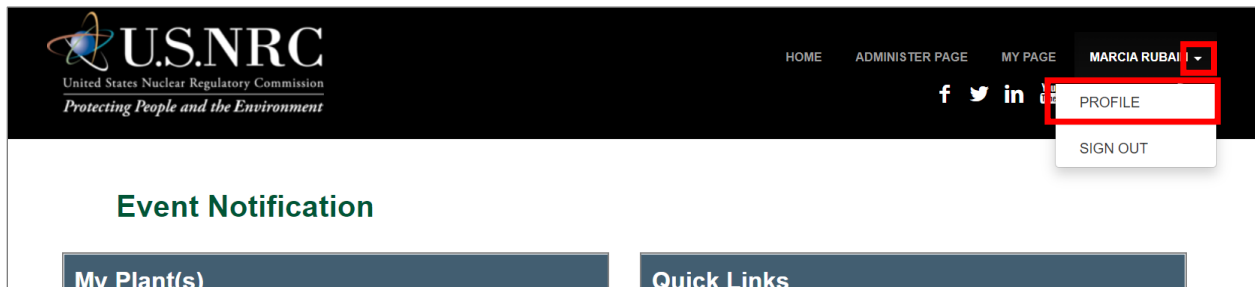 U.S.NRC
United States Nuclear Regulatory Commission
Protecting People and the Environment
HOME ADMINISTER PAGE MY PAGE MARCIA
PROFILE
SIGN OUT
Event Notification
My Plant(s)
Quick Links